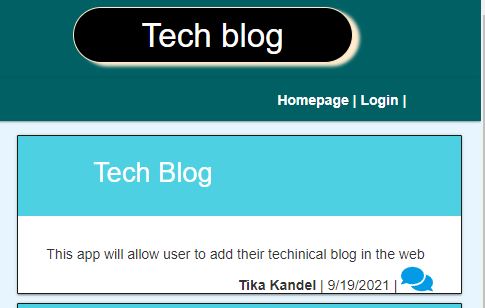 Tech blog
Homepage | Login |
Tech Blog
This app will allow user to add their techinical blog in the web
Tika Kandel | 9/19/2021 |